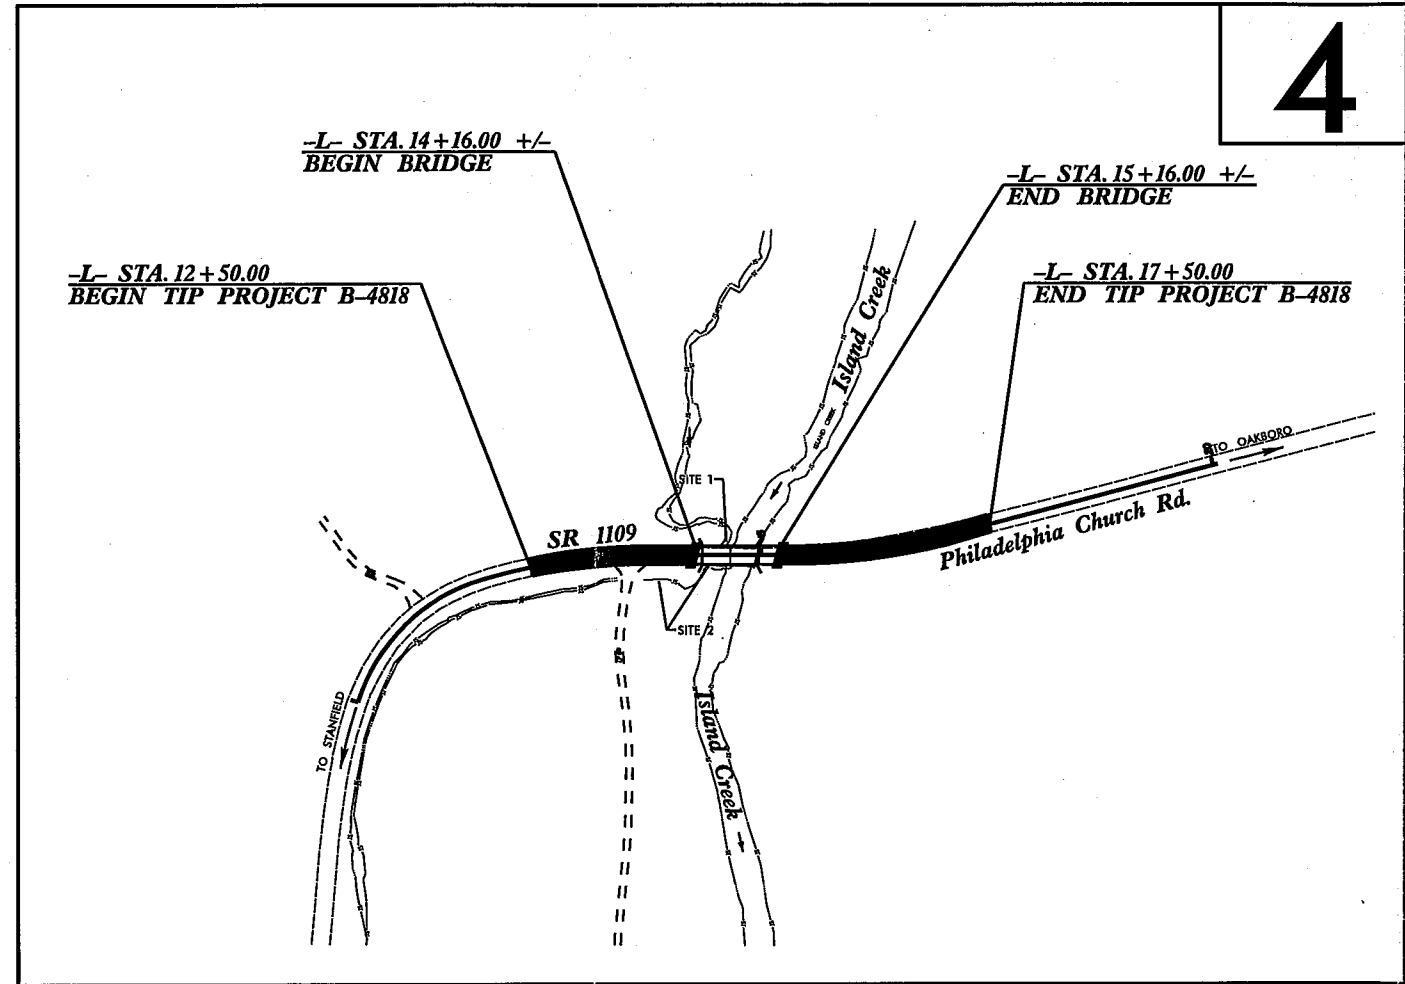 4
-L- STA. 14+16.00 +/-
BEGIN BRIDGE
-L- STA. 15+16.00 +/-
END BRIDGE
-L- STA. 12+50.00
BEGIN TIP PROJECT B-4818
-L- STA. 17+50.00
END TIP PROJECT B-4818
Island Creek
ISLAND CREEK
TO OAKBORO
SITE 1
SR 1109
Philadelphia Church Rd.
SITE 2
TO STANFIELD
Island Creek